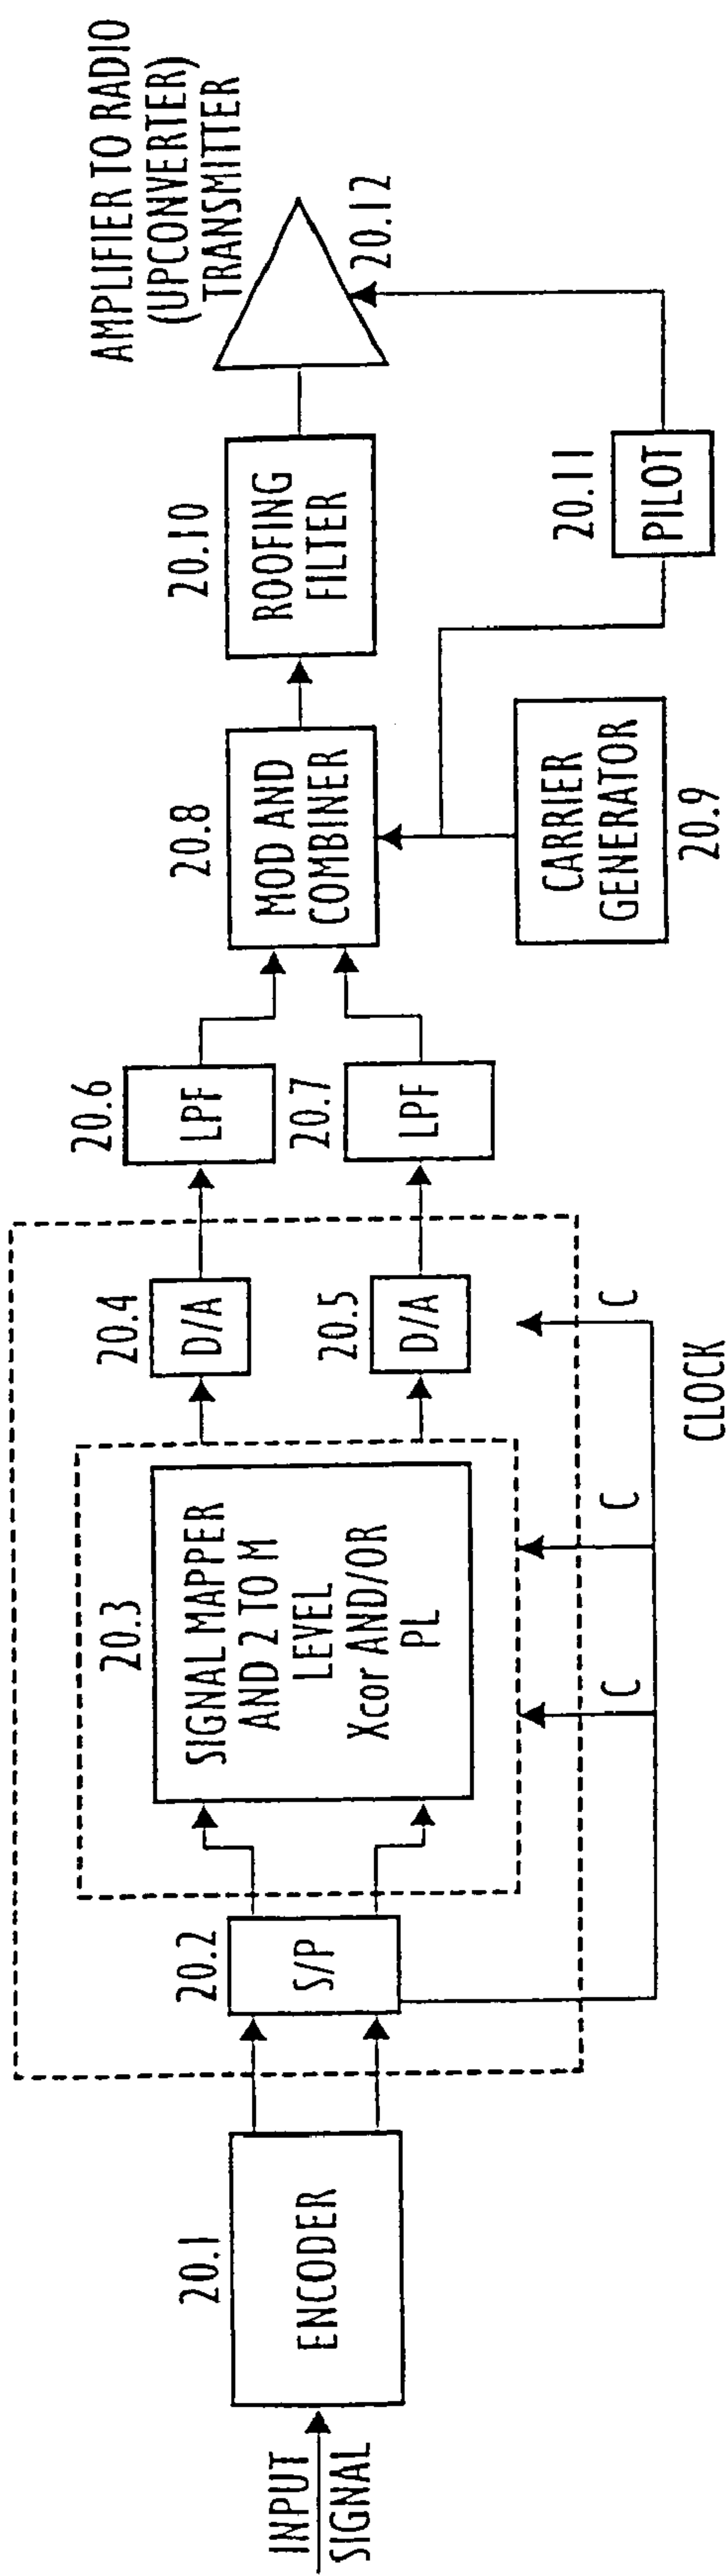 INPUT
SIGNAL
20.1
ENCODER
20.2
S/P
20.3
SIGNAL MAPPER
AND 2 TO M
LEVEL
Xcor AND/OR
PL
20.4
D/A
20.5
D/A
C
C
C
CLOCK
20.6
LPF
20.7
LPF
20.8
MOD AND
COMBINER
CARRIER
GENERATOR
20.9
20.10
ROOFING
FILTER
20.11
PILOT
AMPLIFIER TO RADIO
(UPCONVERTER)
TRANSMITTER
20.12